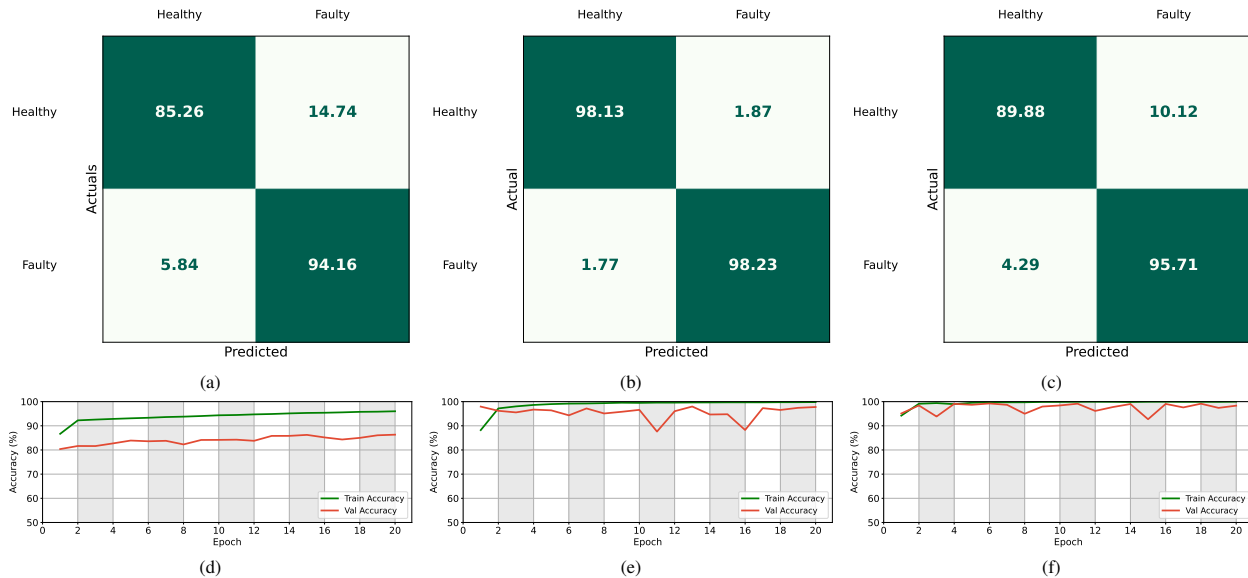 Healthy Faulty
Healthy 85.26 14.74
Actuals
Faulty 5.84 94.16
Predicted
(a)
Healthy Faulty
Healthy 98.13 1.87
Actual
Faulty 1.77 98.23
Predicted
(b)
Healthy Faulty
Healthy 89.88 10.12
Actual
Faulty 4.29 95.71
Predicted
(c)
100
90
80
70
60
50
Accuracy (%)
Train Accuracy
Val Accuracy
0 2 4 6 8 10 12 14 16 18 20
Epoch
(d)
100
90
80
70
60
50
Accuracy (%)
Train Accuracy
Val Accuracy
0 2 4 6 8 10 12 14 16 18 20
Epoch
(e)
100
90
80
70
60
50
Accuracy (%)
Train Accuracy
Val Accuracy
0 2 4 6 8 10 12 14 16 18 20
Epoch
(f)